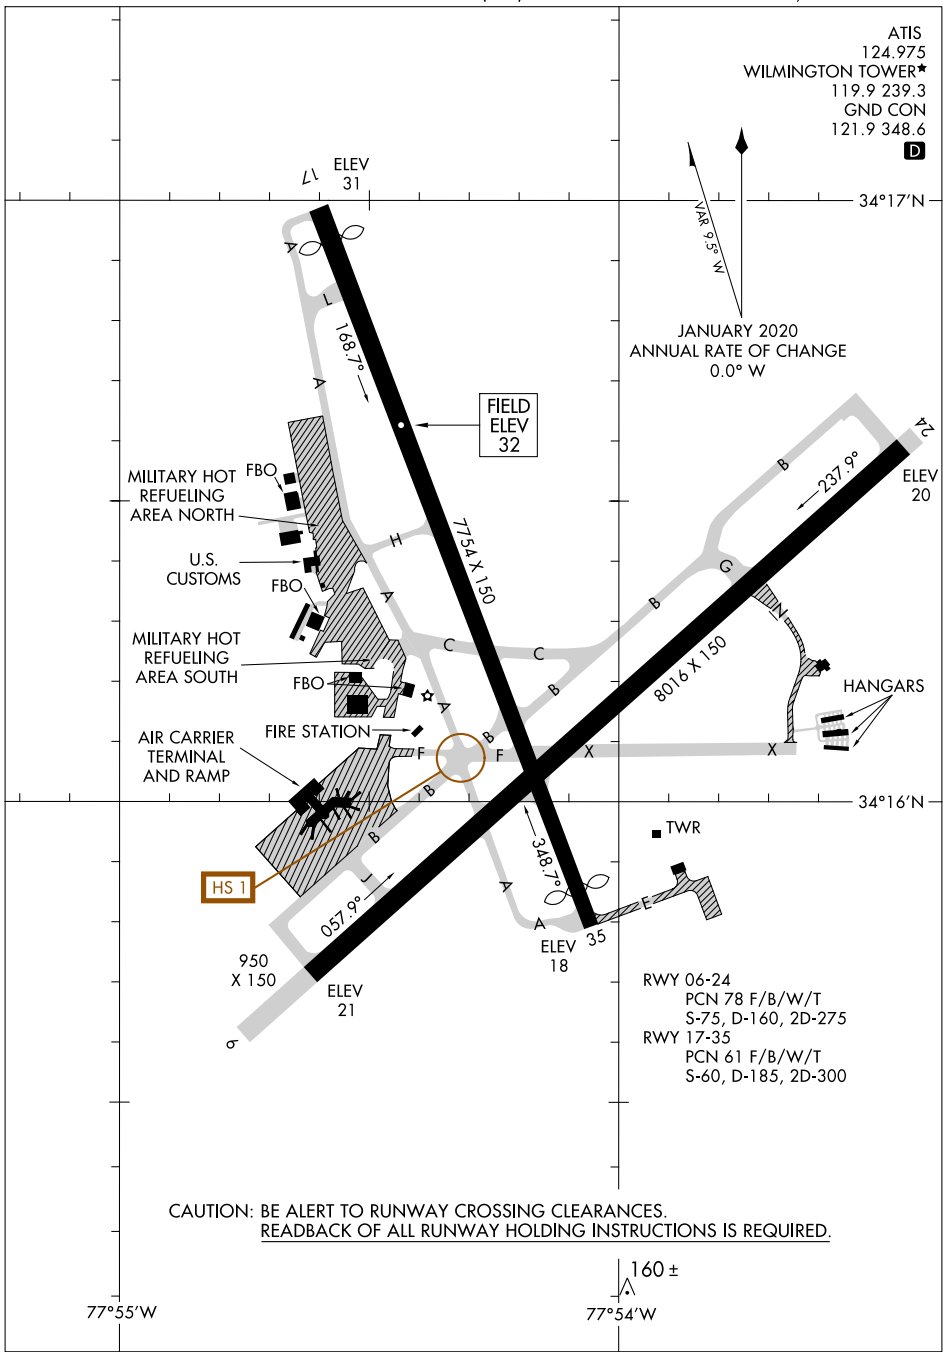 ATIS
124.975
WILMINGTON TOWER★
119.9 239.3
GND CON
121.9 348.6
D
ELEV
31
17
34°17'N
VAR 9.5° W
JANUARY 2020
ANNUAL RATE OF CHANGE
0.0° W
A
L
168.7°
A
FIELD
ELEV
32
24
ELEV
20
B
237.9°
MILITARY HOT
REFUELING
AREA NORTH
FBO
7754 X 150
H
U.S.
CUSTOMS
FBO
A
G
N
B
MILITARY HOT
REFUELING
AREA SOUTH
C
C
8016 X 150
FBO
B
HANGARS
A
FIRE STATION
B
AIR CARRIER
TERMINAL
AND RAMP
F
F
X
X
B
34°16'N
TWR
B
348.7°
HS 1
J
057.9°
A
A
E
35
ELEV
18
950
X 150
ELEV
21
6
RWY 06-24
PCN 78 F/B/W/T
S-75, D-160, 2D-275
RWY 17-35
PCN 61 F/B/W/T
S-60, D-185, 2D-300
CAUTION: BE ALERT TO RUNWAY CROSSING CLEARANCES.
READBACK OF ALL RUNWAY HOLDING INSTRUCTIONS IS REQUIRED.
160 ±
77°55'W
77°54'W